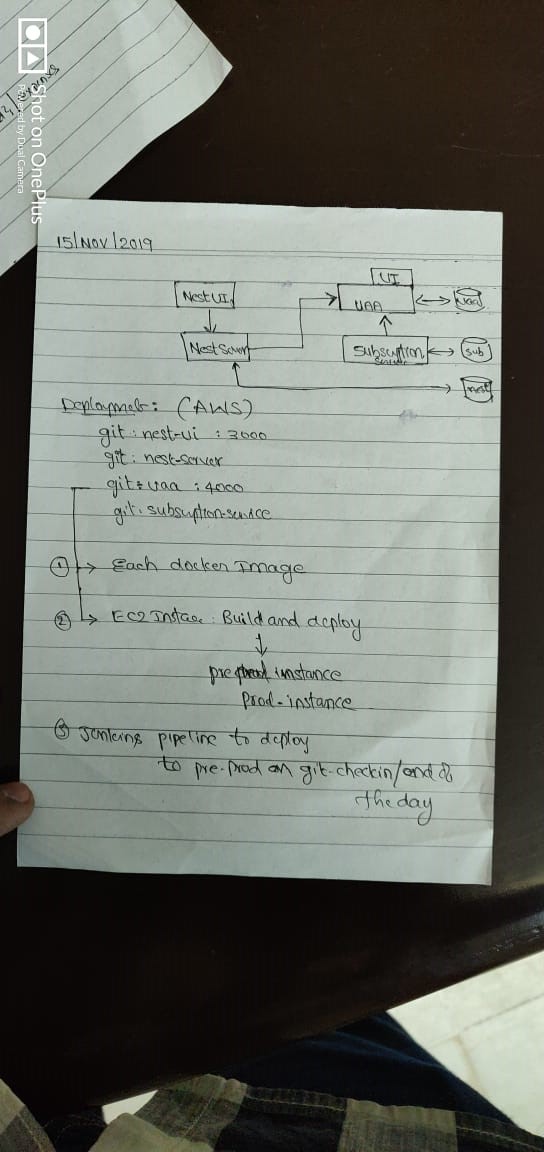 Shot on OnePlus
Powered by Dual Camera
15/NOV/2019
UI
Nest UI
UAA
uaa
Nest Server
Subscription
Server
Sub
nest
Deployment: (AWS)
git: nest-ui : 3000
git: nest-server
git: uaa : 4000
git: subscription-service
① → Each docker Image
② → EC2 Instace: Build and deploy
pre prod instance
Prod-instance
③ Jenkins pipeline to deploy
to pre-prod on git-checkin/end of
the day